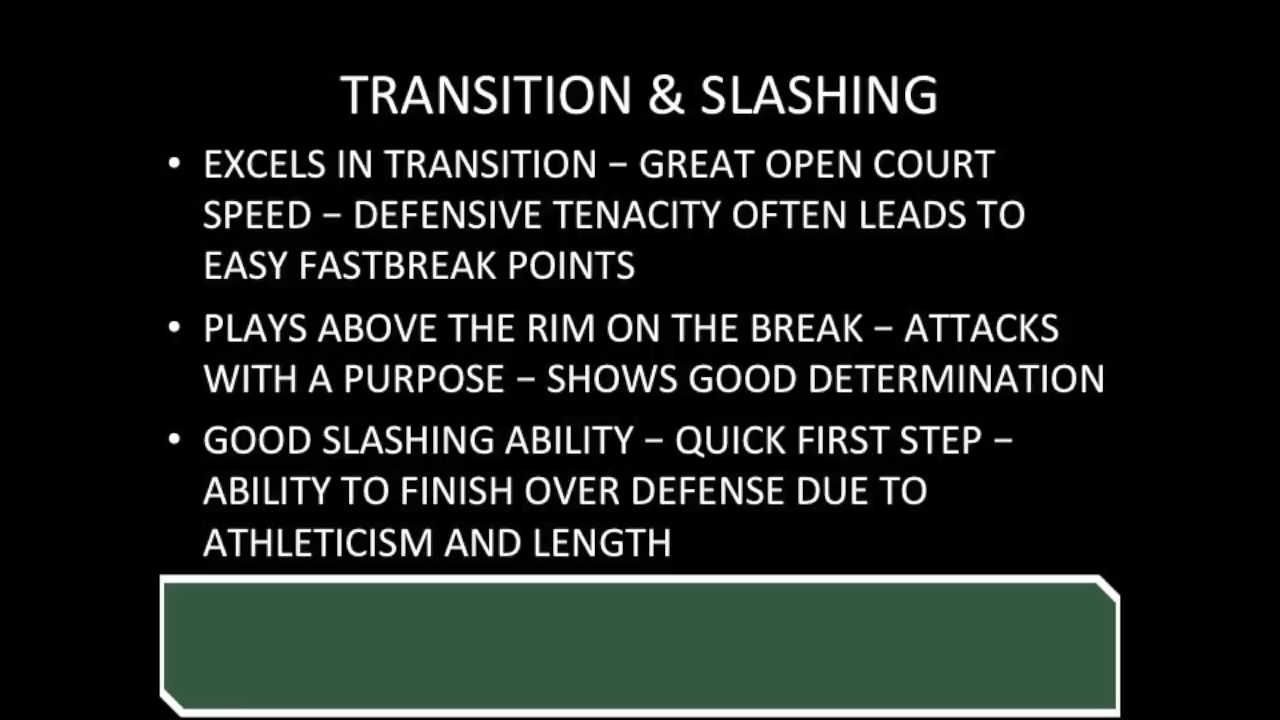 TRANSITION & SLASHING
• EXCELS IN TRANSITION – GREAT OPEN COURT
SPEED – DEFENSIVE TENACITY OFTEN LEADS TO
EASY FASTBREAK POINTS
• PLAYS ABOVE THE RIM ON THE BREAK – ATTACKS
WITH A PURPOSE – SHOWS GOOD DETERMINATION
• GOOD SLASHING ABILITY – QUICK FIRST STEP –
ABILITY TO FINISH OVER DEFENSE DUE TO
ATHLETICISM AND LENGTH